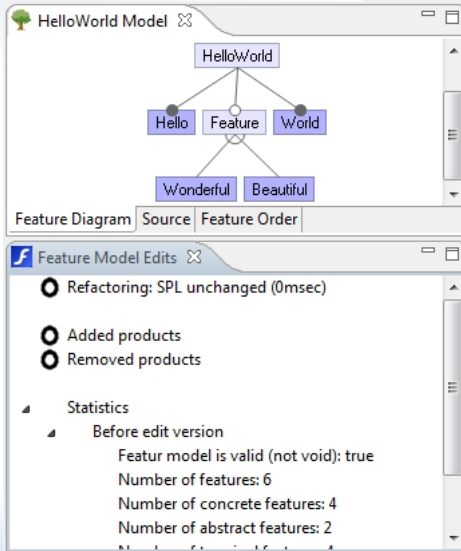 HelloWorld Model
HelloWorld
Hello Feature World
Wonderful Beautiful
Feature Diagram Source Feature Order
Feature Model Edits
Refactoring: SPL unchanged (0msec)
Added products
Removed products
Statistics
Before edit version
Featur model is valid (not void): true
Number of features: 6
Number of concrete features: 4
Number of abstract features: 2